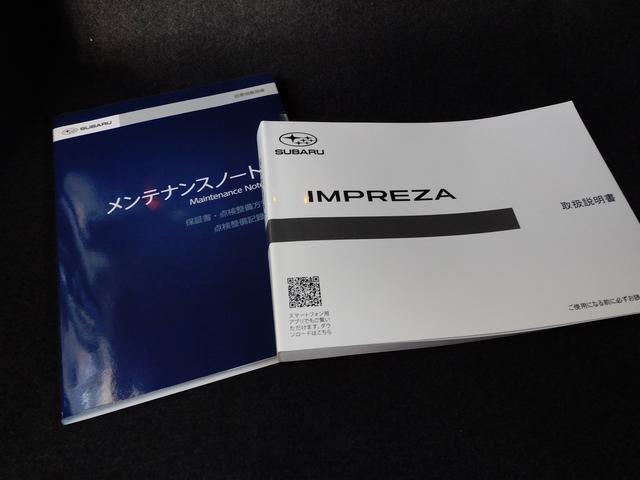 SUBARU
メンテナンスノート
Maintenance Note
保証書・点検整備方式
点検整備記録
SUBARU
IMPREZA
取扱説明書
スマートフォン用
アプリでもご覧い
ただけます。ダウ
ンロードはこちら
ご使用になる前に必ずお読